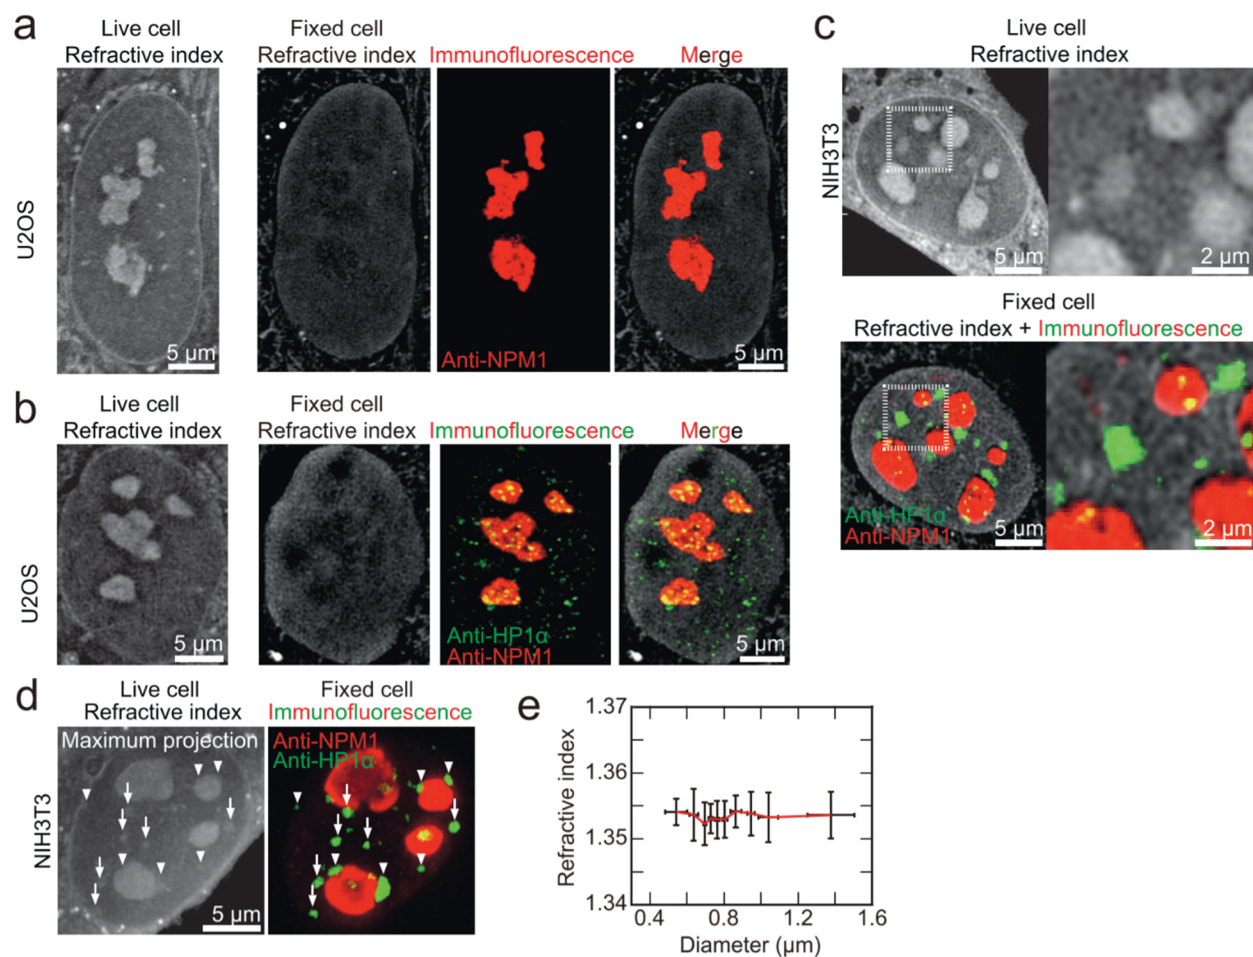 a
Live cell
Refractive index
Fixed cell
Refractive index
Immunofluorescence
Merge
U2OS
5 µm
Anti-NPM1
5 µm
b
Live cell
Refractive index
Fixed cell
Refractive index
Immunofluorescence
Merge
U2OS
5 µm
Anti-HP1α
Anti-NPM1
5 µm
c
Live cell
Refractive index
NIH3T3
5 µm
2 µm
Fixed cell
Refractive index + Immunofluorescence
Anti-HP1α
Anti-NPM1
5 µm
2 µm
d
Live cell
Refractive index
Fixed cell
Immunofluorescence
NIH3T3
Maximum projection
5 µm
Anti-NPM1
Anti-HP1α
e
1.37
1.36
1.35
1.34
Refractive index
0.4
0.8
1.2
1.6
Diameter (µm)